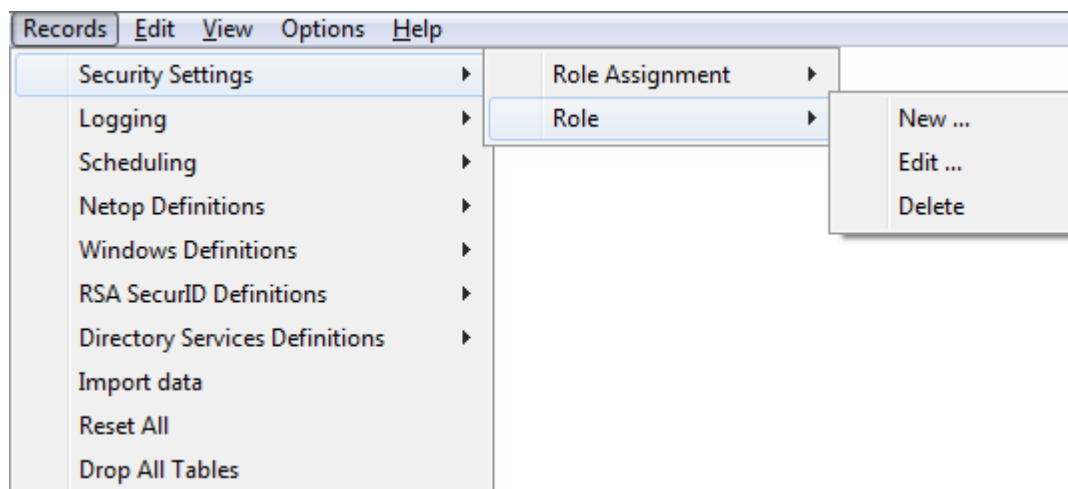 Records Edit View Options Help
Security Settings Role Assignment
Logging Role New ...
Scheduling Edit ...
Netop Definitions Delete
Windows Definitions
RSA SecurID Definitions
Directory Services Definitions
Import data
Reset All
Drop All Tables